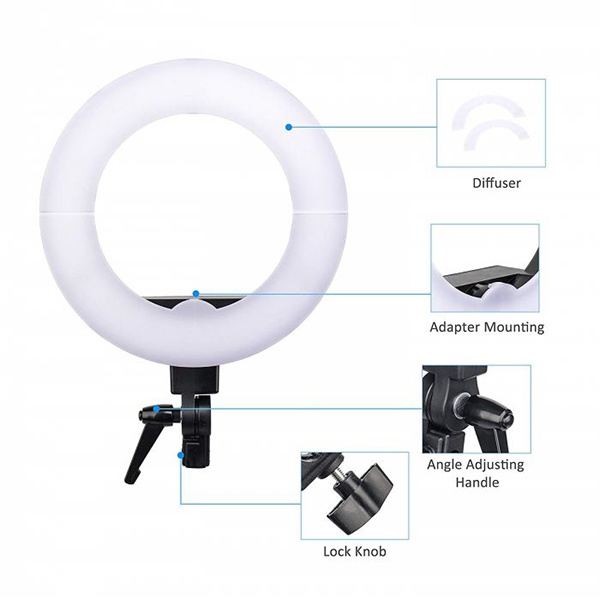 Diffuser
Adapter Mounting
Angle Adjusting
Handle
Lock Knob